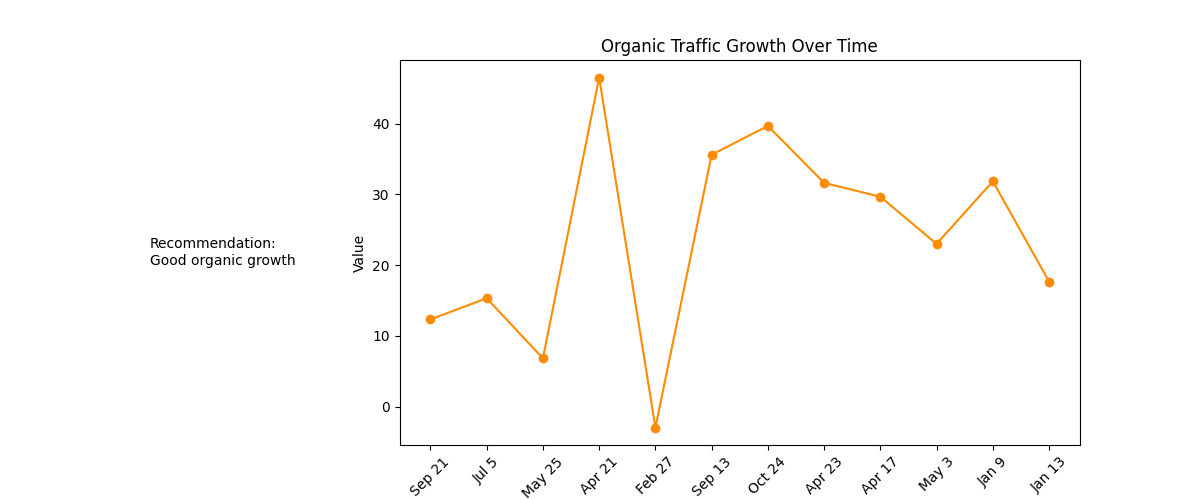 Organic Traffic Growth Over Time
Recommendation:
Good organic growth
Value
40
30
20
10
0
Sep 21
Jul 5
May 25
Apr 21
Feb 27
Sep 13
Oct 24
Apr 23
Apr 17
May 3
Jan 9
Jan 13